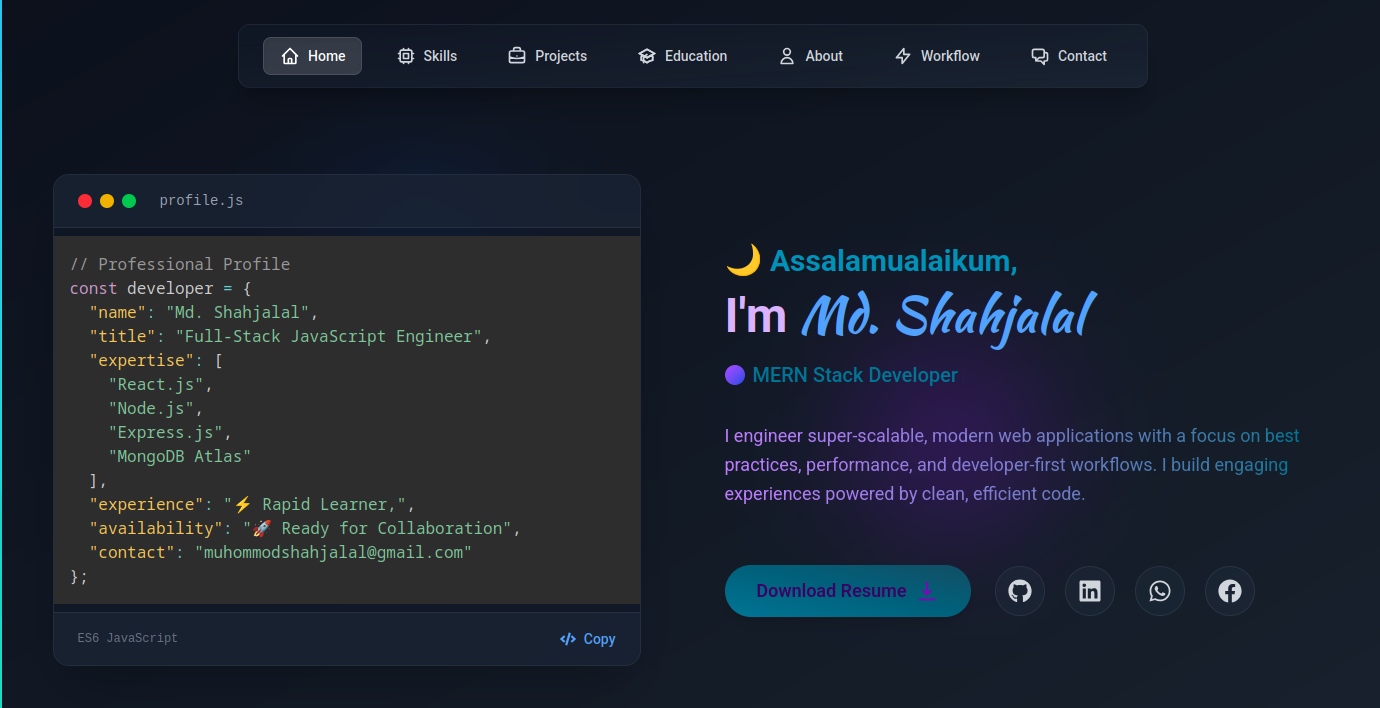 Home Skills Projects Education About Workflow Contact
profile.js
// Professional Profile
const developer = {
  "name": "Md. Shahjalal",
  "title": "Full-Stack JavaScript Engineer",
  "expertise": [
    "React.js",
    "Node.js",
    "Express.js",
    "MongoDB Atlas"
  ],
  "experience": "⚡ Rapid Learner,",
  "availability": "🚀 Ready for Collaboration",
  "contact": "muhommodshahjalal@gmail.com"
};
ES6 JavaScript
</> Copy
🌙 Assalamualaikum,
I'm Md. Shahjalal
MERN Stack Developer
I engineer super-scalable, modern web applications with a focus on best
practices, performance, and developer-first workflows. I build engaging
experiences powered by clean, efficient code.
Download Resume